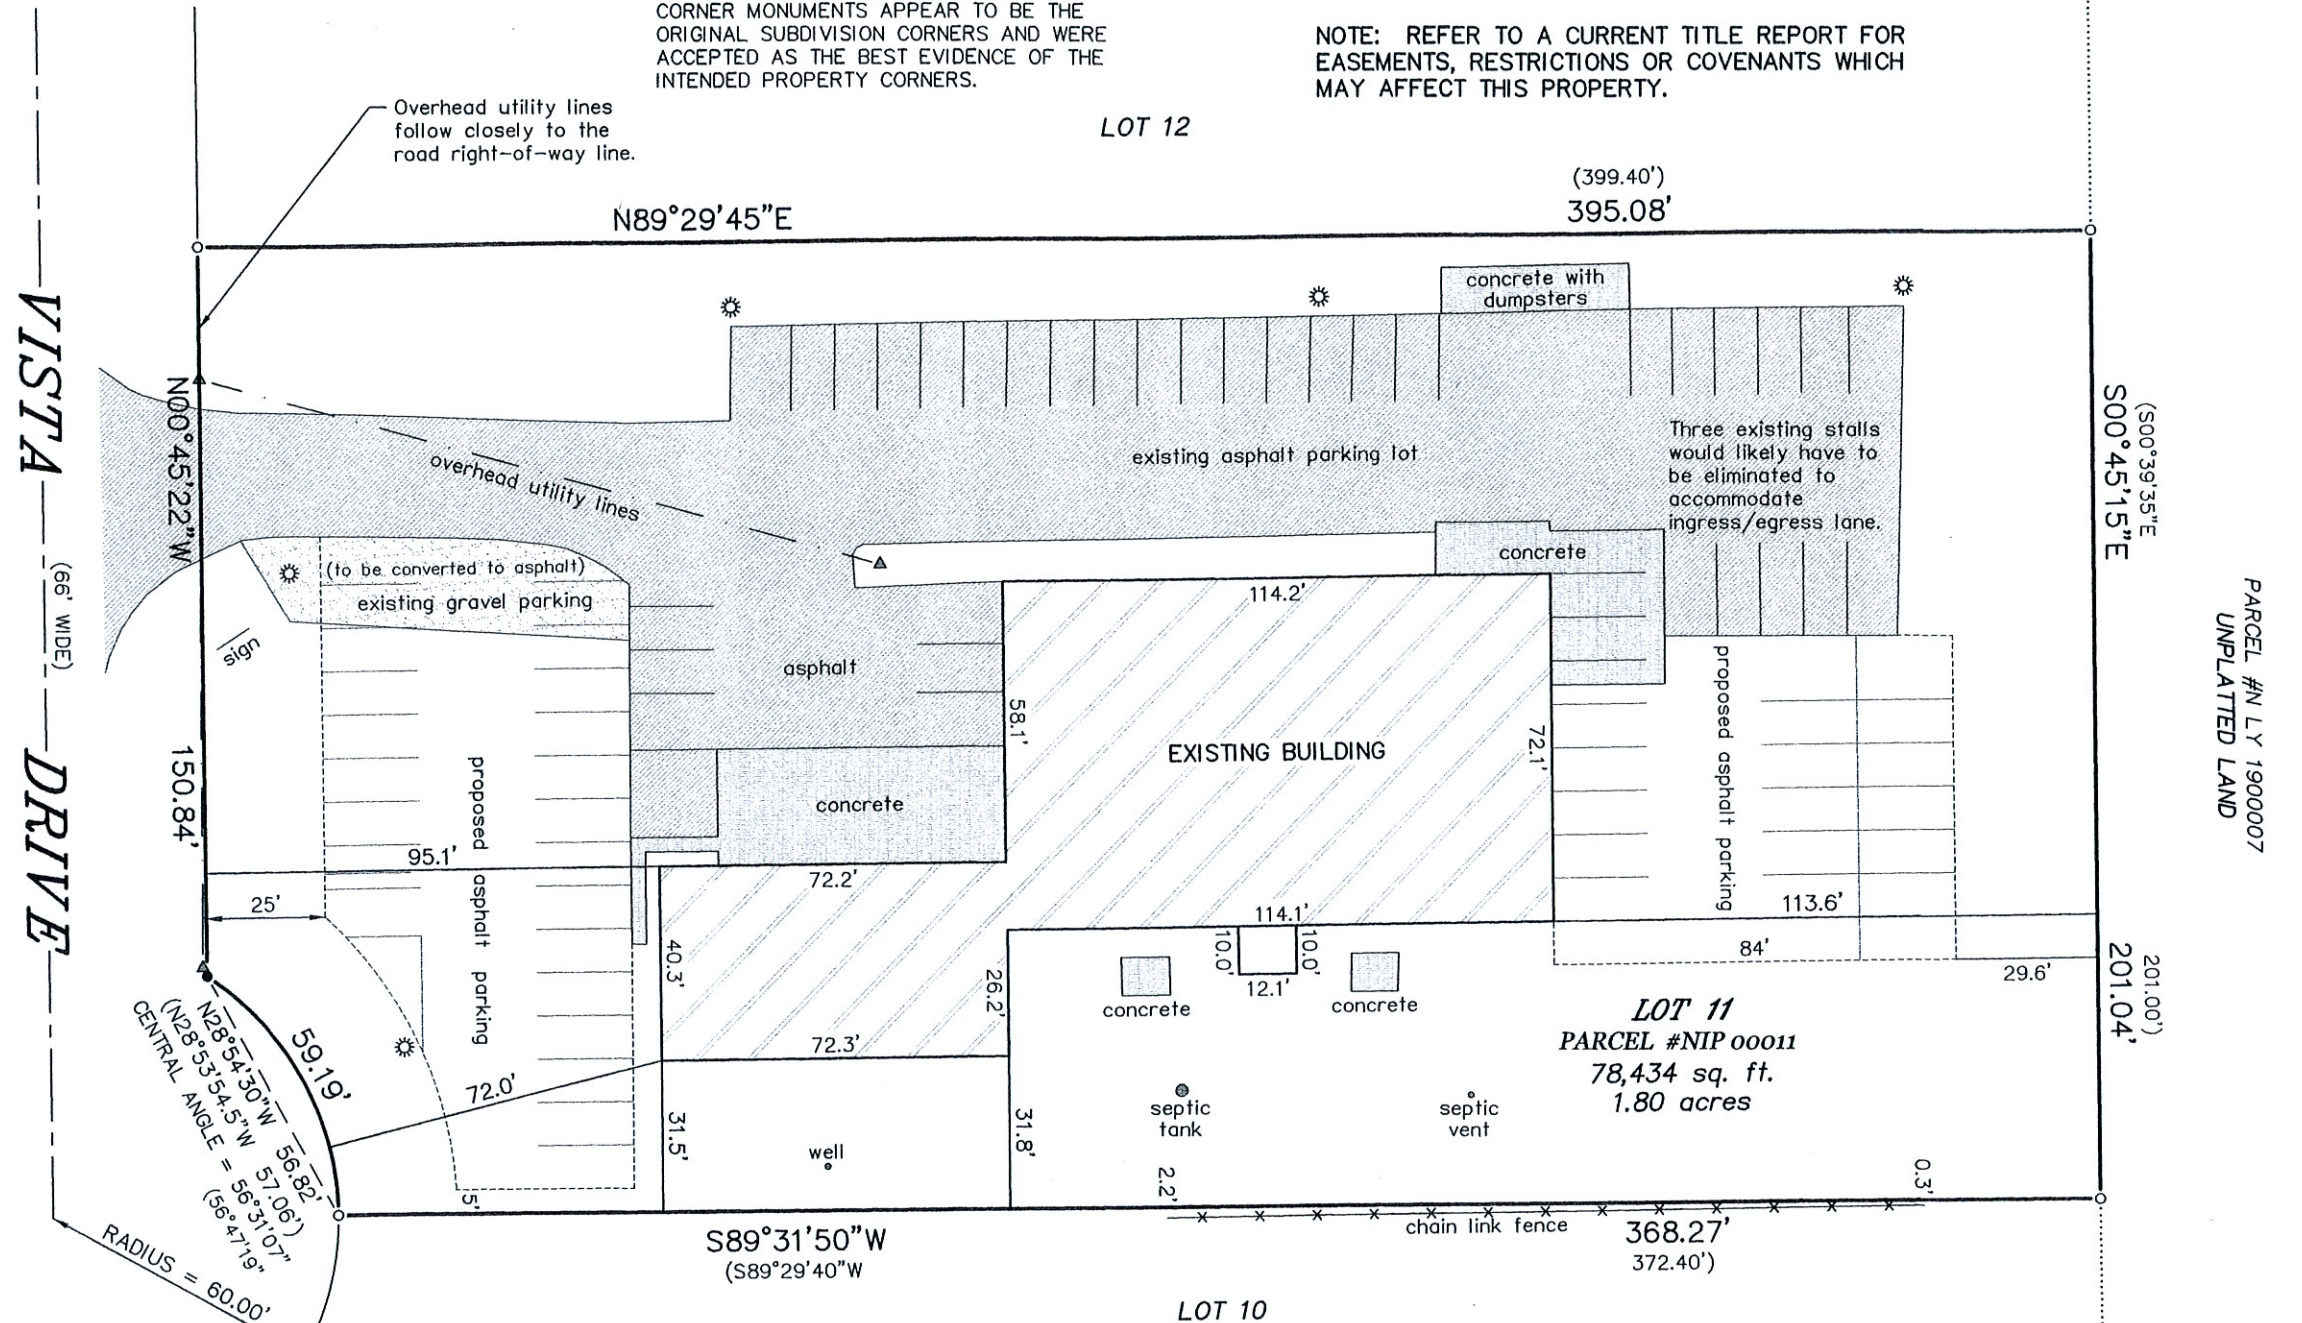 CORNER MONUMENTS APPEAR TO BE THE
ORIGINAL SUBDIVISION CORNERS AND WERE
ACCEPTED AS THE BEST EVIDENCE OF THE
INTENDED PROPERTY CORNERS.
NOTE: REFER TO A CURRENT TITLE REPORT FOR
EASEMENTS, RESTRICTIONS OR COVENANTS WHICH
MAY AFFECT THIS PROPERTY.
Overhead utility lines
follow closely to the
road right-of-way line.
LOT 12
(399.40')
N89°29'45"E
395.08'
concrete with
dumpsters
VISTA
(66' WIDE)
DRIVE
N00°45'22"W
150.84'
overhead utility lines
existing asphalt parking lot
Three existing stalls
would likely have to
be eliminated to
accommodate
ingress/egress lane.
(S00°39'35"E
S00°45'15"E
PARCEL #N LY 1900007
UNPLATTED LAND
(to be converted to asphalt)
existing gravel parking
sign
concrete
114.2'
asphalt
58.1'
EXISTING BUILDING
72.1'
proposed asphalt parking
concrete
proposed asphalt parking
95.1'
72.2'
25'
114.1'
113.6'
40.3'
26.2'
10.0'
10.0'
12.1'
concrete
concrete
84'
29.6'
201.00')
201.04'
LOT 11
PARCEL #NIP 00011
78,434 sq. ft.
1.80 acres
59.19'
N28°54'30"W 56.82'
(N28°53'54.5"W 57.06')
CENTRAL ANGLE = 56°31'07"
(56°47'19"
72.3'
72.0'
31.5'
31.8'
well
septic
tank
septic
vent
2.2'
0.3'
5'
chain link fence
S89°31'50"W
(S89°29'40"W
368.27'
372.40')
RADIUS = 60.00'
LOT 10